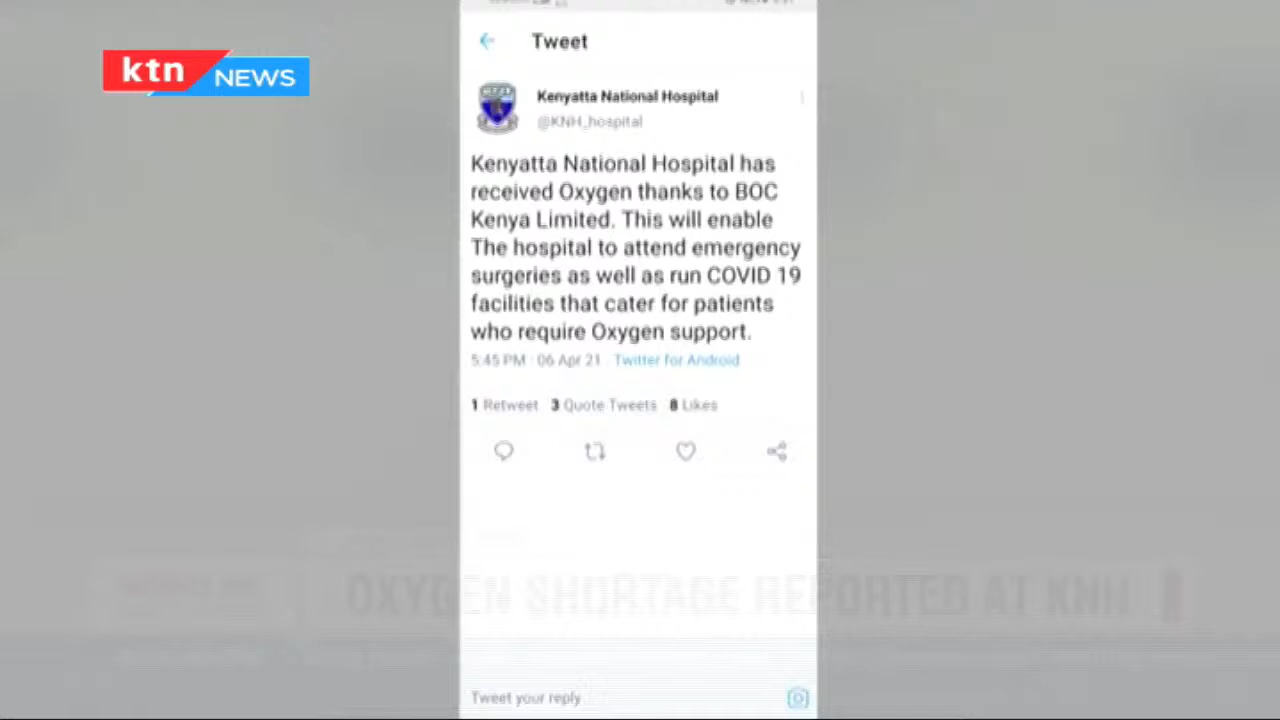 ktn NEWS
Tweet
Kenyatta National Hospital
@KNH_hospital
Kenyatta National Hospital has
received Oxygen thanks to BOC
Kenya Limited. This will enable
The hospital to attend emergency
surgeries as well as run COVID 19
facilities that cater for patients
who require Oxygen support.
5:45 PM · 06 Apr 21 · Twitter for Android
1 Retweet 3 Quote Tweets 8 Likes
OXYGEN SHORTAGE REPORTED AT KNH
Tweet your reply